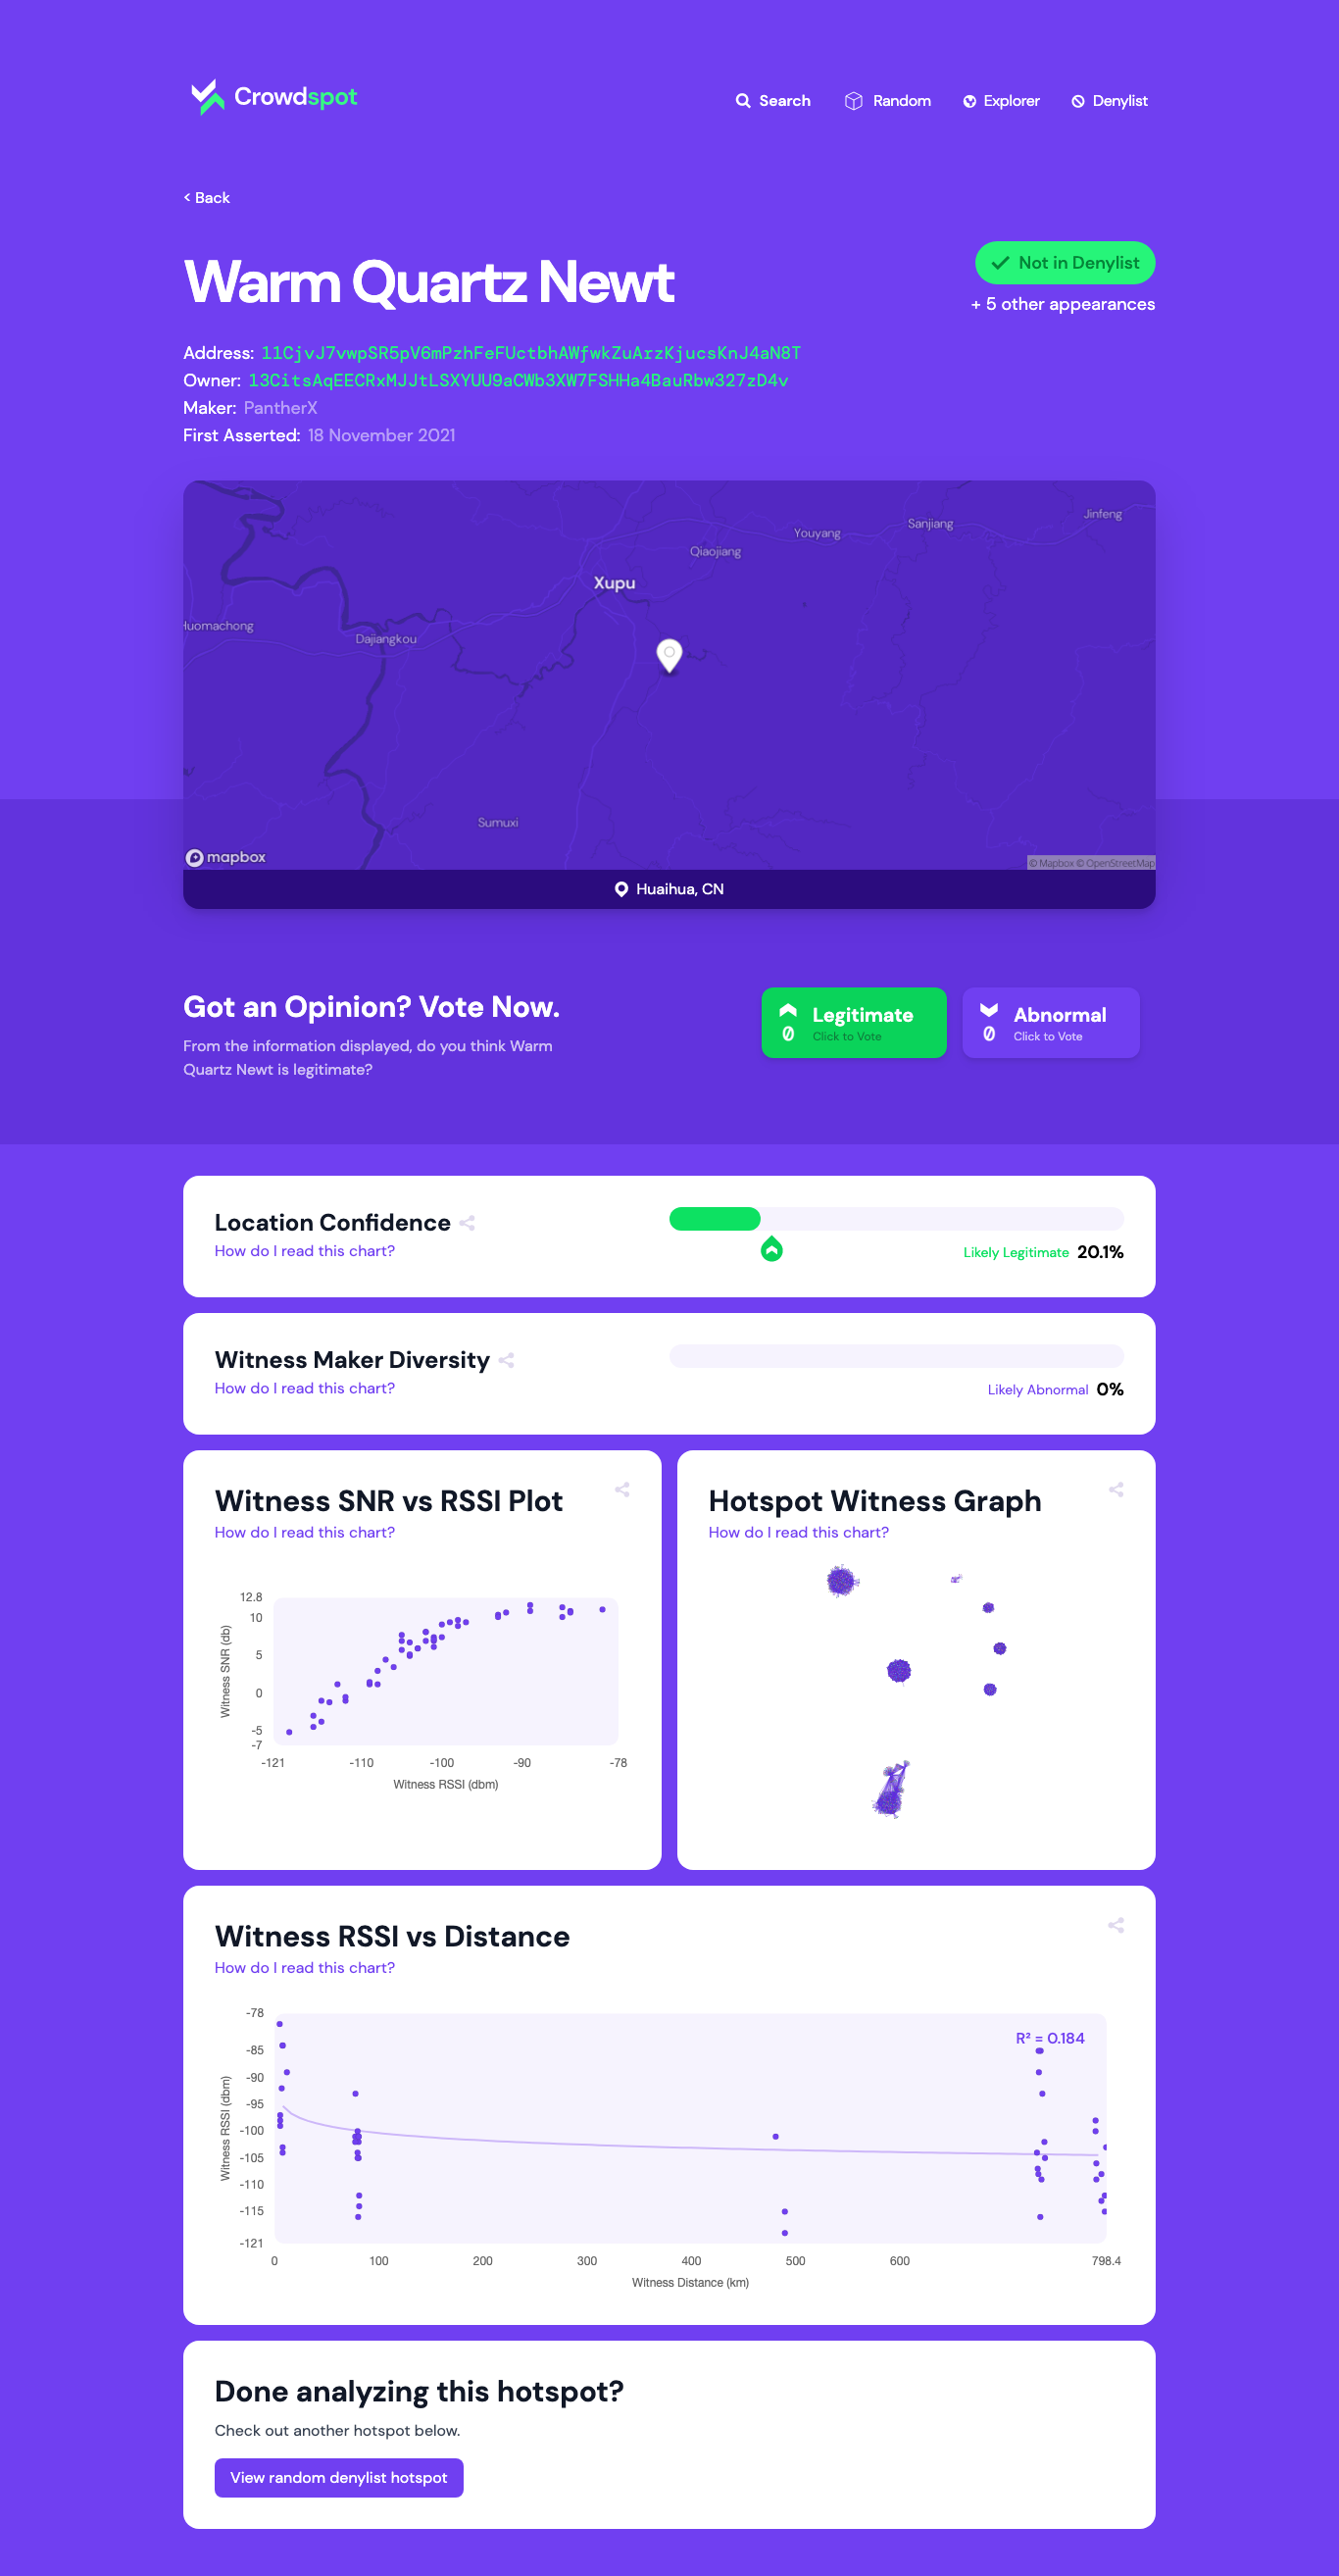 Crowdspot
Search Random Explorer Denylist
< Back
Warm Quartz Newt
Not in Denylist
+ 5 other appearances
Address: 11CjvJ7vwpSR5pV6mPzhFeFUctbhAWfwkZuArzKjucsKnJ4aN8T
Owner: 13CitsAqEECRxMJJtLSXYUU9aCWb3XW7FSHHa4BauRbw327zD4v
Maker: PantherX
First Asserted: 18 November 2021
Jinfeng
Sanjiang
Youyang
Qiaojiang
Xupu
Huomachong
Dajiangkou
Sumuxi
mapbox
© Mapbox © OpenStreetMap
Huaihua, CN
Got an Opinion? Vote Now.
From the information displayed, do you think Warm
Quartz Newt is legitimate?
0 Legitimate
Click to Vote
0 Abnormal
Click to Vote
Location Confidence
How do I read this chart?
Likely Legitimate 20.1%
Witness Maker Diversity
How do I read this chart?
Likely Abnormal 0%
Witness SNR vs RSSI Plot
How do I read this chart?
12.8
10
5
0
-5
-7
Witness SNR (db)
-121 -110 -100 -90 -78
Witness RSSI (dbm)
Hotspot Witness Graph
How do I read this chart?
Witness RSSI vs Distance
How do I read this chart?
R² = 0.184
-78
-85
-90
-95
-100
-105
-110
-115
-121
Witness RSSI (dbm)
0 100 200 300 400 500 600 798.4
Witness Distance (km)
Done analyzing this hotspot?
Check out another hotspot below.
View random denylist hotspot